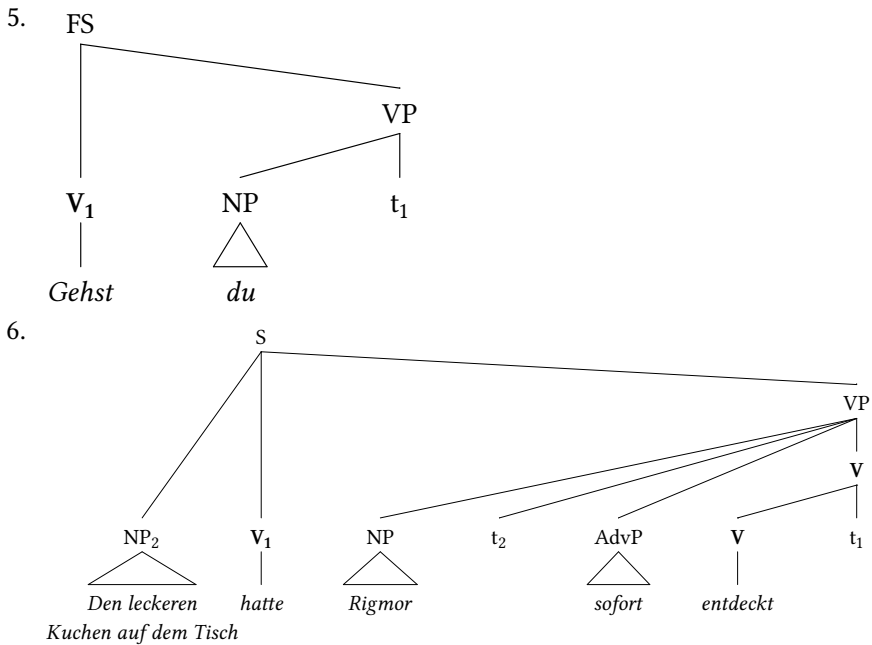 5.
FS
VP
V₁ NP t₁
Gehst du
6.
S
VP
V
NP₂ V₁ NP t₂ AdvP V t₁
Den leckeren hatte Rigmor sofort entdeckt
Kuchen auf dem Tisch